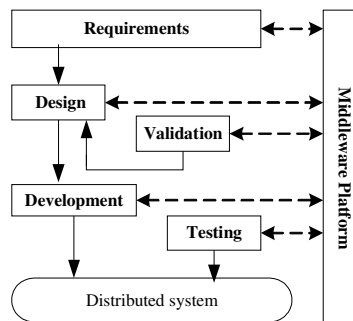 Requirements
Design
Validation
Development
Testing
Distributed system
Middleware Platform